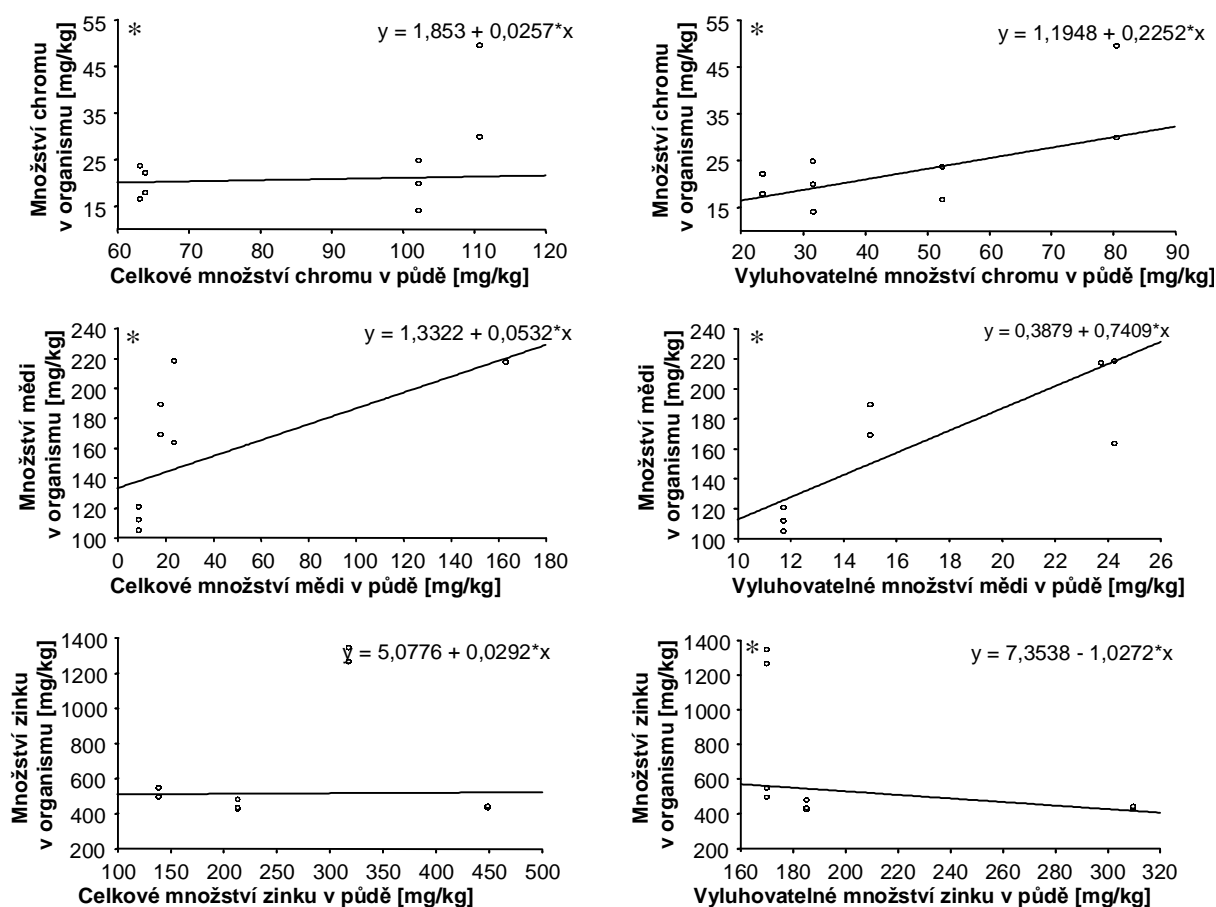 55
45
35
25
15
Množství chromu
v organismu [mg/kg]
*
y = 1,853 + 0,0257*x
60 70 80 90 100 110 120
Celkové množství chromu v půdě [mg/kg]
55
45
35
25
15
Množství chromu
v organismu [mg/kg]
*
y = 1,1948 + 0,2252*x
20 30 40 50 60 70 80 90
Vyluhovatelné množství chromu v půdě [mg/kg]
240
220
200
180
160
140
120
100
Množství mědi
v organismu [mg/kg]
*
y = 1,3322 + 0,0532*x
0 20 40 60 80 100 120 140 160 180
Celkové množství mědi v půdě [mg/kg]
240
220
200
180
160
140
120
100
Množství mědi
v organismu [mg/kg]
*
y = 0,3879 + 0,7409*x
10 12 14 16 18 20 22 24 26
Vyluhovatelné množství mědi v půdě [mg/kg]
1400
1200
1000
800
600
400
200
Množství zinku
v organismu [mg/kg]
y = 5,0776 + 0,0292*x
100 150 200 250 300 350 400 450 500
Celkové množství zinku v půdě [mg/kg]
1400
1200
1000
800
600
400
200
Množství zinku
v organismu [mg/kg]
*
y = 7,3538 - 1,0272*x
160 180 200 220 240 260 280 300 320
Vyluhovatelné množství zinku v půdě [mg/kg]